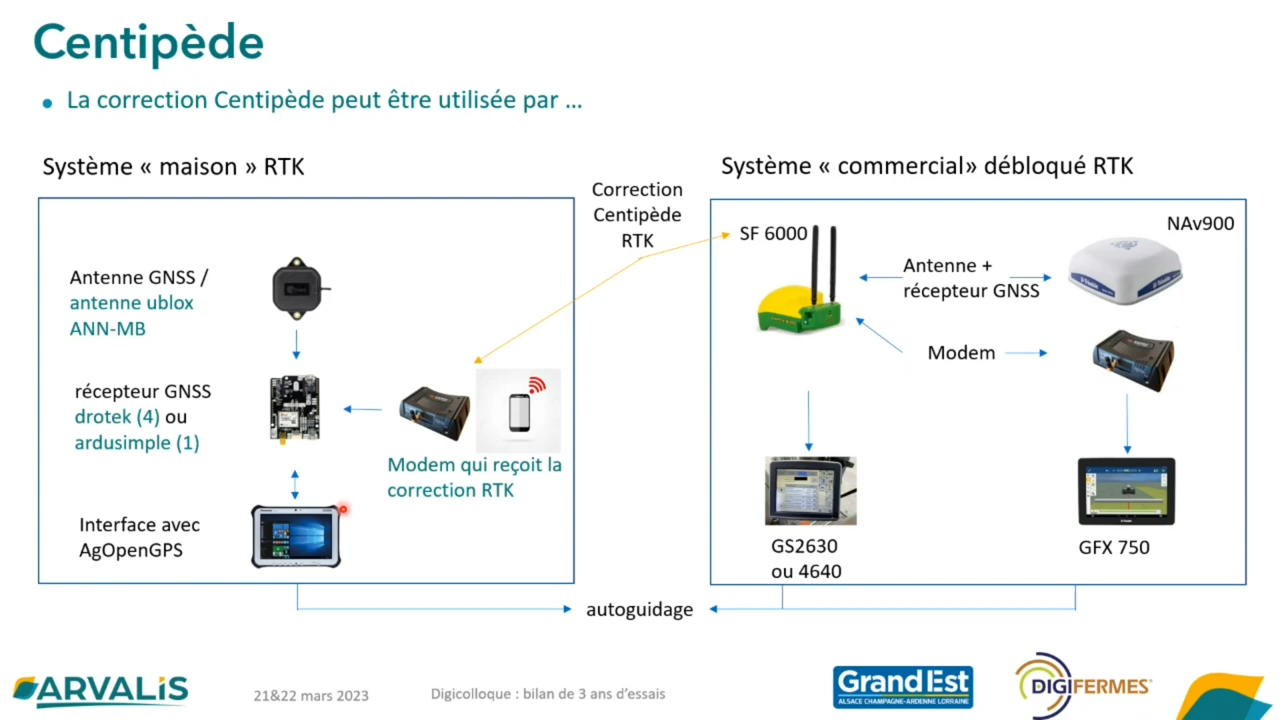 Centipède
• La correction Centipède peut être utilisée par ...
Système « maison » RTK
Antenne GNSS /
antenne ublox
ANN-MB
récepteur GNSS
drotek (4) ou
ardusimple (1)
Modem qui reçoit la
correction RTK
Interface avec
AgOpenGPS
Correction
Centipède
RTK
Système « commercial» débloqué RTK
SF 6000
NAv900
Antenne +
récepteur GNSS
Modem
GS2630
ou 4640
GFX 750
autoguidage
ARVALIS
21&22 mars 2023
Digicolloque : bilan de 3 ans d'essais
Grand Est
ALSACE CHAMPAGNE-ARDENNE LORRAINE
DIGIFERMES®